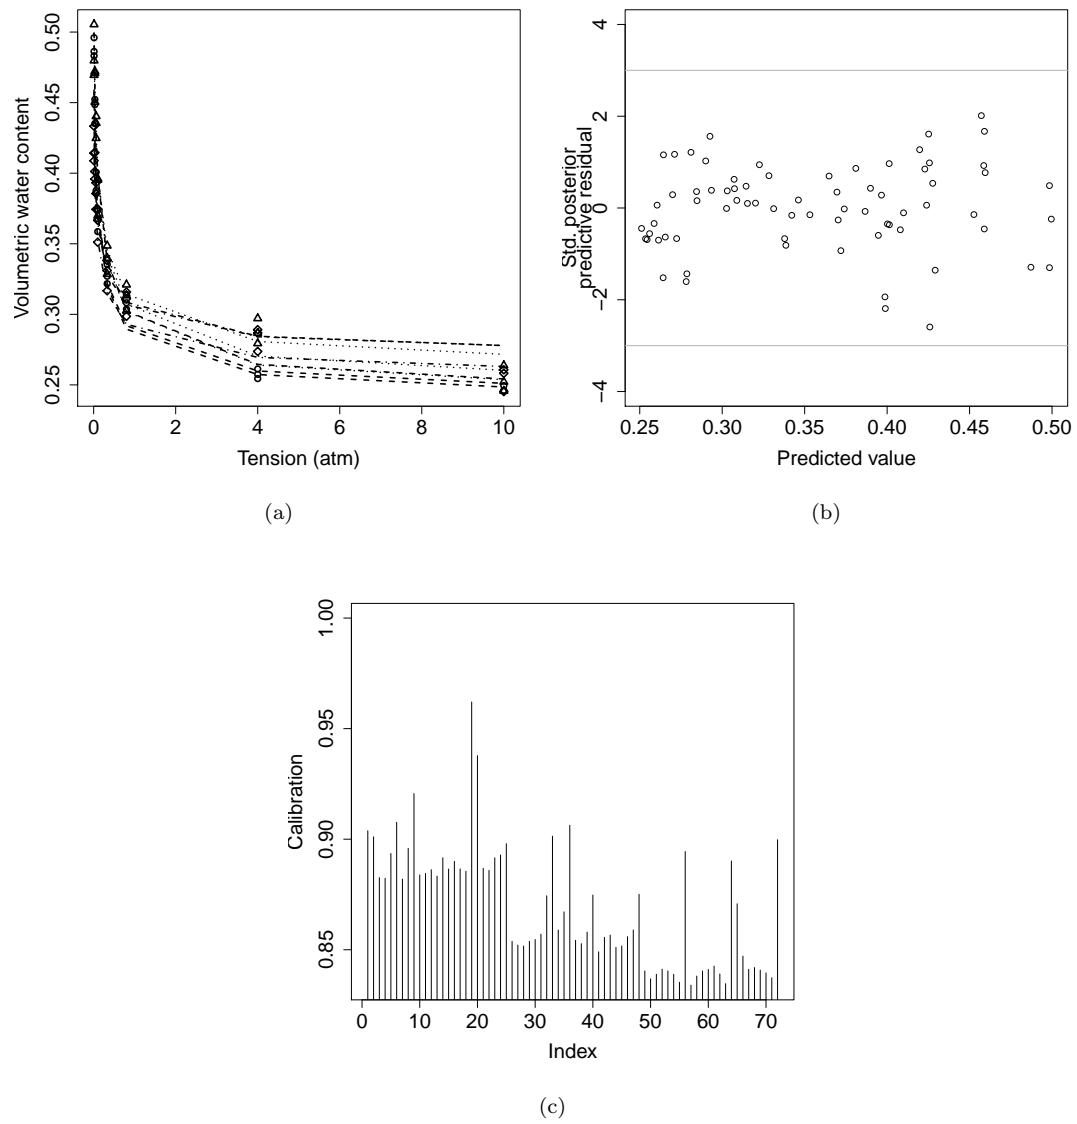 0.50
0.45
0.40
0.35
0.30
0.25
Volumetric water content
0 2 4 6 8 10
Tension (atm)
(a)
4
2
0
−2
−4
Std. posterior
predictive residual
0.25 0.30 0.35 0.40 0.45 0.50
Predicted value
(b)
1.00
0.95
0.90
0.85
Calibration
0 10 20 30 40 50 60 70
Index
(c)